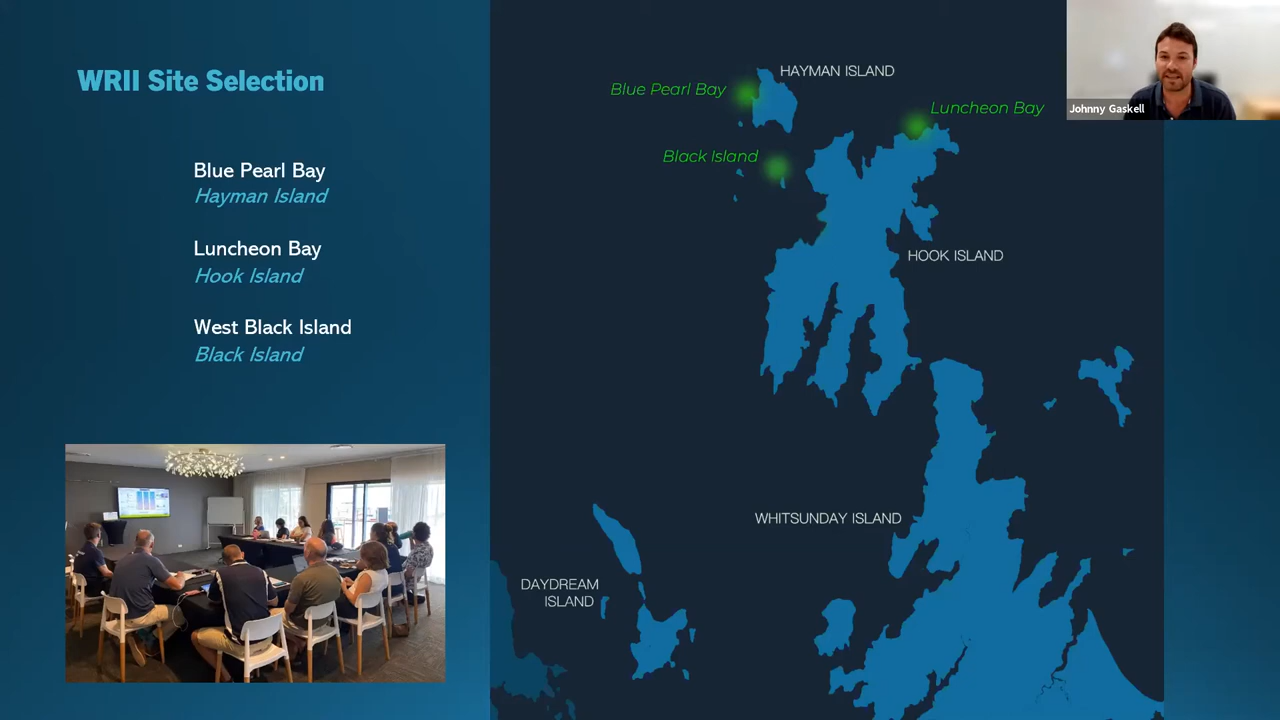 WRII Site Selection
Blue Pearl Bay
Hayman Island
Luncheon Bay
Hook Island
West Black Island
Black Island
HAYMAN ISLAND
Blue Pearl Bay
Luncheon Bay
Black Island
HOOK ISLAND
WHITSUNDAY ISLAND
DAYDREAM
ISLAND
Johnny Gaskell